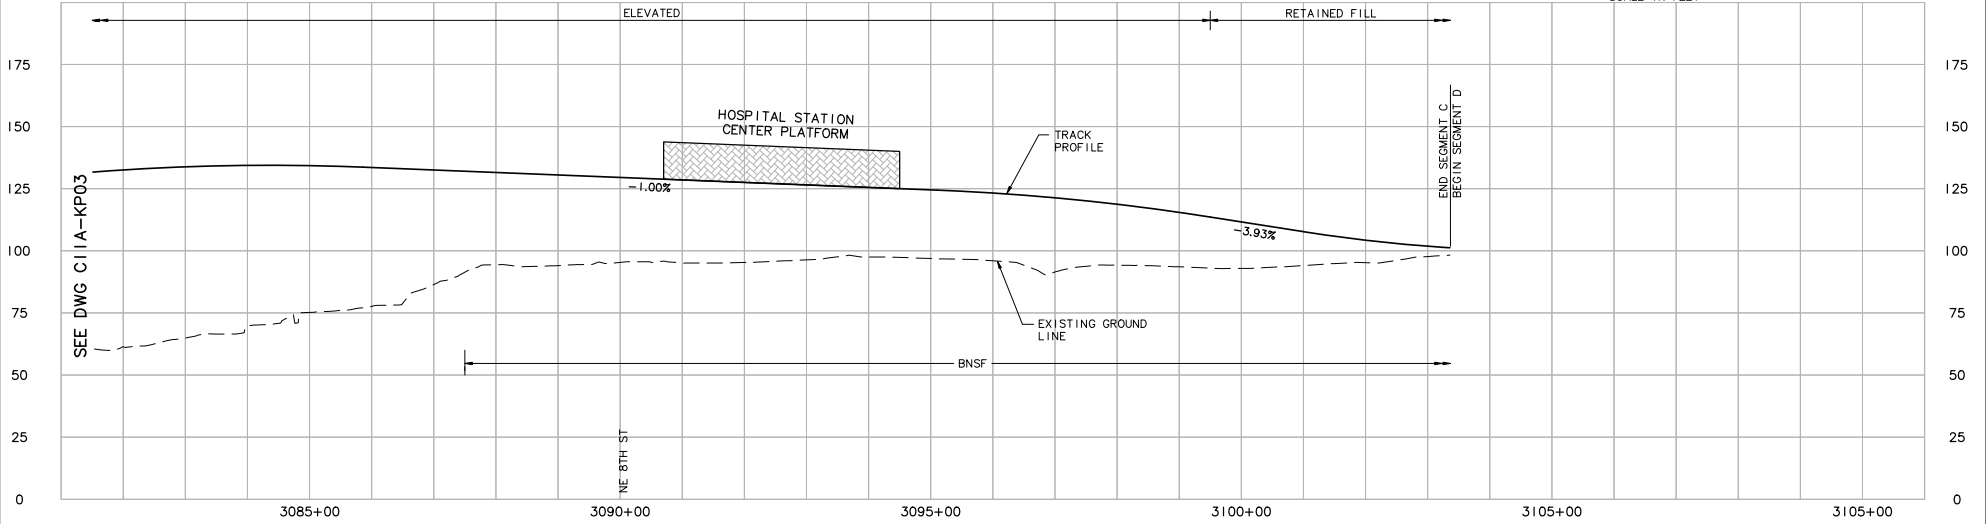 ELEVATED
RETAINED FILL
175
175
HOSPITAL STATION
CENTER PLATFORM
150
150
TRACK
PROFILE
END SEGMENT C
BEGIN SEGMENT D
125
125
-1.00%
SEE DWG C11A-KP03
100
100
-3.93%
75
75
EXISTING GROUND
LINE
BNSF
50
50
25
25
NE 8TH ST
0
0
3085+00
3090+00
3095+00
3100+00
3105+00
3105+00